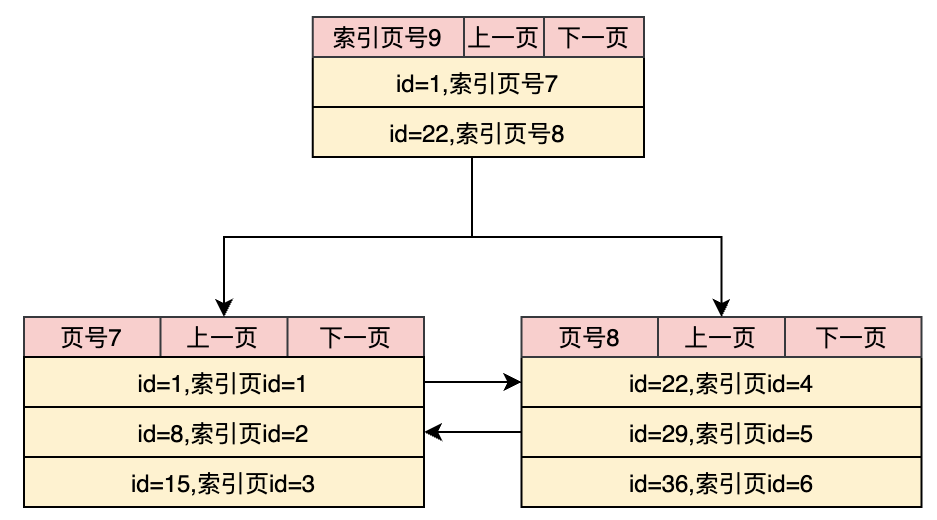 索引页号9 上一页 下一页
id=1,索引页号7
id=22,索引页号8
页号7 上一页 下一页
id=1,索引页id=1
id=8,索引页id=2
id=15,索引页id=3
页号8 上一页 下一页
id=22,索引页id=4
id=29,索引页id=5
id=36,索引页id=6